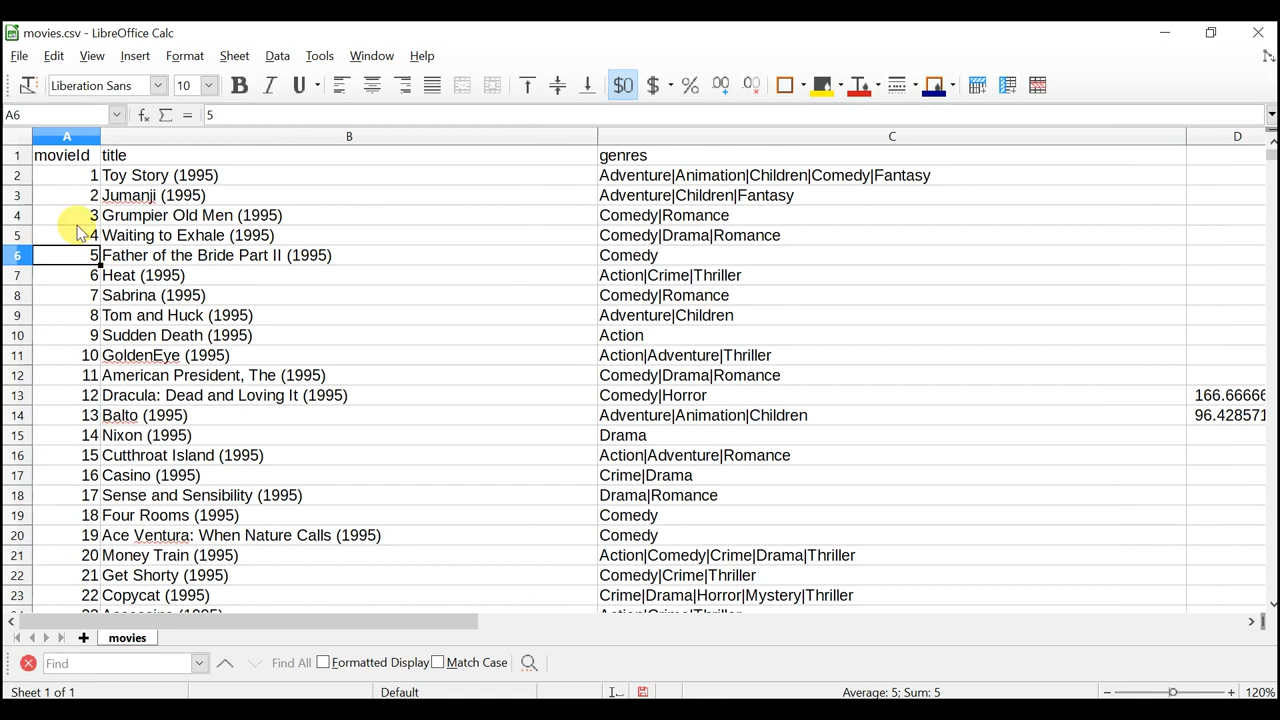 movies.csv - LibreOffice Calc
File Edit View Insert Format Sheet Data Tools Window Help
Liberation Sans 10
A6 5
A B C D
1 movieId title genres
2 1 Toy Story (1995) Adventure|Animation|Children|Comedy|Fantasy
3 2 Jumanji (1995) Adventure|Children|Fantasy
4 3 Grumpier Old Men (1995) Comedy|Romance
5 4 Waiting to Exhale (1995) Comedy|Drama|Romance
6 5 Father of the Bride Part II (1995) Comedy
7 6 Heat (1995) Action|Crime|Thriller
8 7 Sabrina (1995) Comedy|Romance
9 8 Tom and Huck (1995) Adventure|Children
10 9 Sudden Death (1995) Action
11 10 GoldenEye (1995) Action|Adventure|Thriller
12 11 American President, The (1995) Comedy|Drama|Romance
13 12 Dracula: Dead and Loving It (1995) Comedy|Horror 166.66666
14 13 Balto (1995) Adventure|Animation|Children 96.428571
15 14 Nixon (1995) Drama
16 15 Cutthroat Island (1995) Action|Adventure|Romance
17 16 Casino (1995) Crime|Drama
18 17 Sense and Sensibility (1995) Drama|Romance
19 18 Four Rooms (1995) Comedy
20 19 Ace Ventura: When Nature Calls (1995) Comedy
21 20 Money Train (1995) Action|Comedy|Crime|Drama|Thriller
22 21 Get Shorty (1995) Comedy|Crime|Thriller
23 22 Copycat (1995) Crime|Drama|Horror|Mystery|Thriller
movies
Find Find All Formatted Display Match Case
Sheet 1 of 1 Default Average: 5; Sum: 5 120%